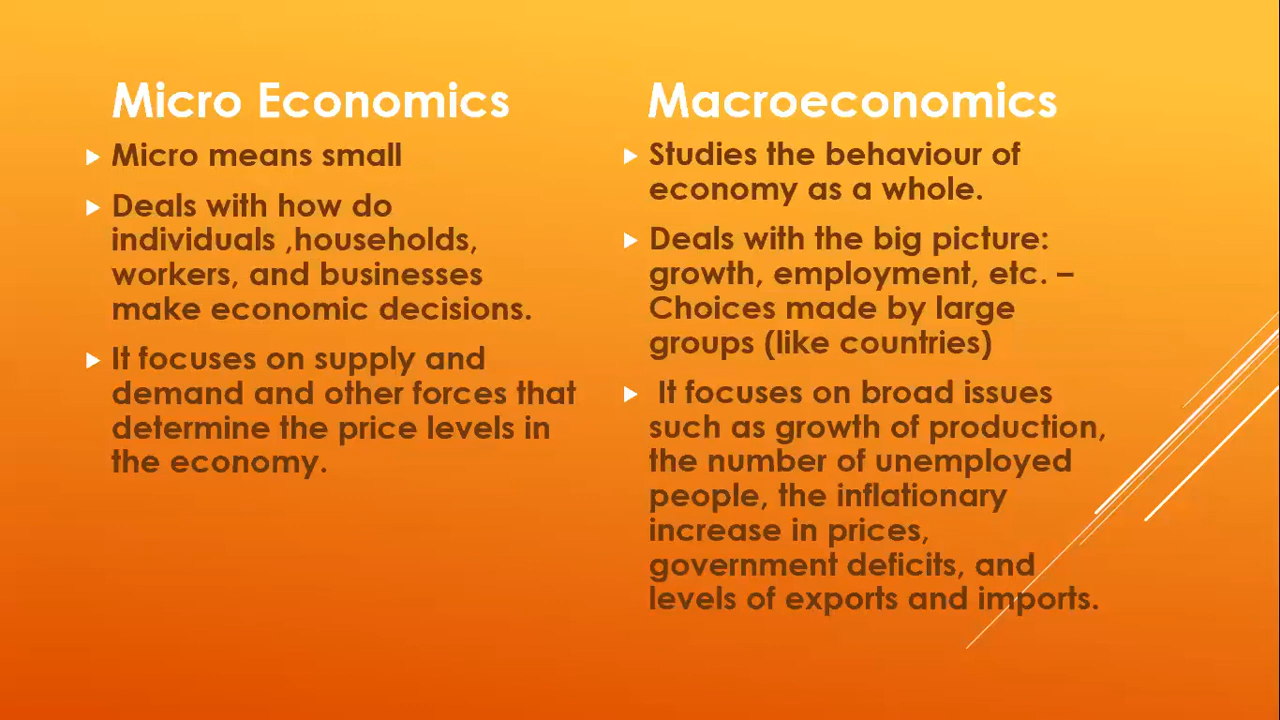 Micro Economics
Micro means small
Deals with how do
individuals ,households,
workers, and businesses
make economic decisions.
It focuses on supply and
demand and other forces that
determine the price levels in
the economy.
Macroeconomics
Studies the behaviour of
economy as a whole.
Deals with the big picture:
growth, employment, etc. –
Choices made by large
groups (like countries)
It focuses on broad issues
such as growth of production,
the number of unemployed
people, the inflationary
increase in prices,
government deficits, and
levels of exports and imports.